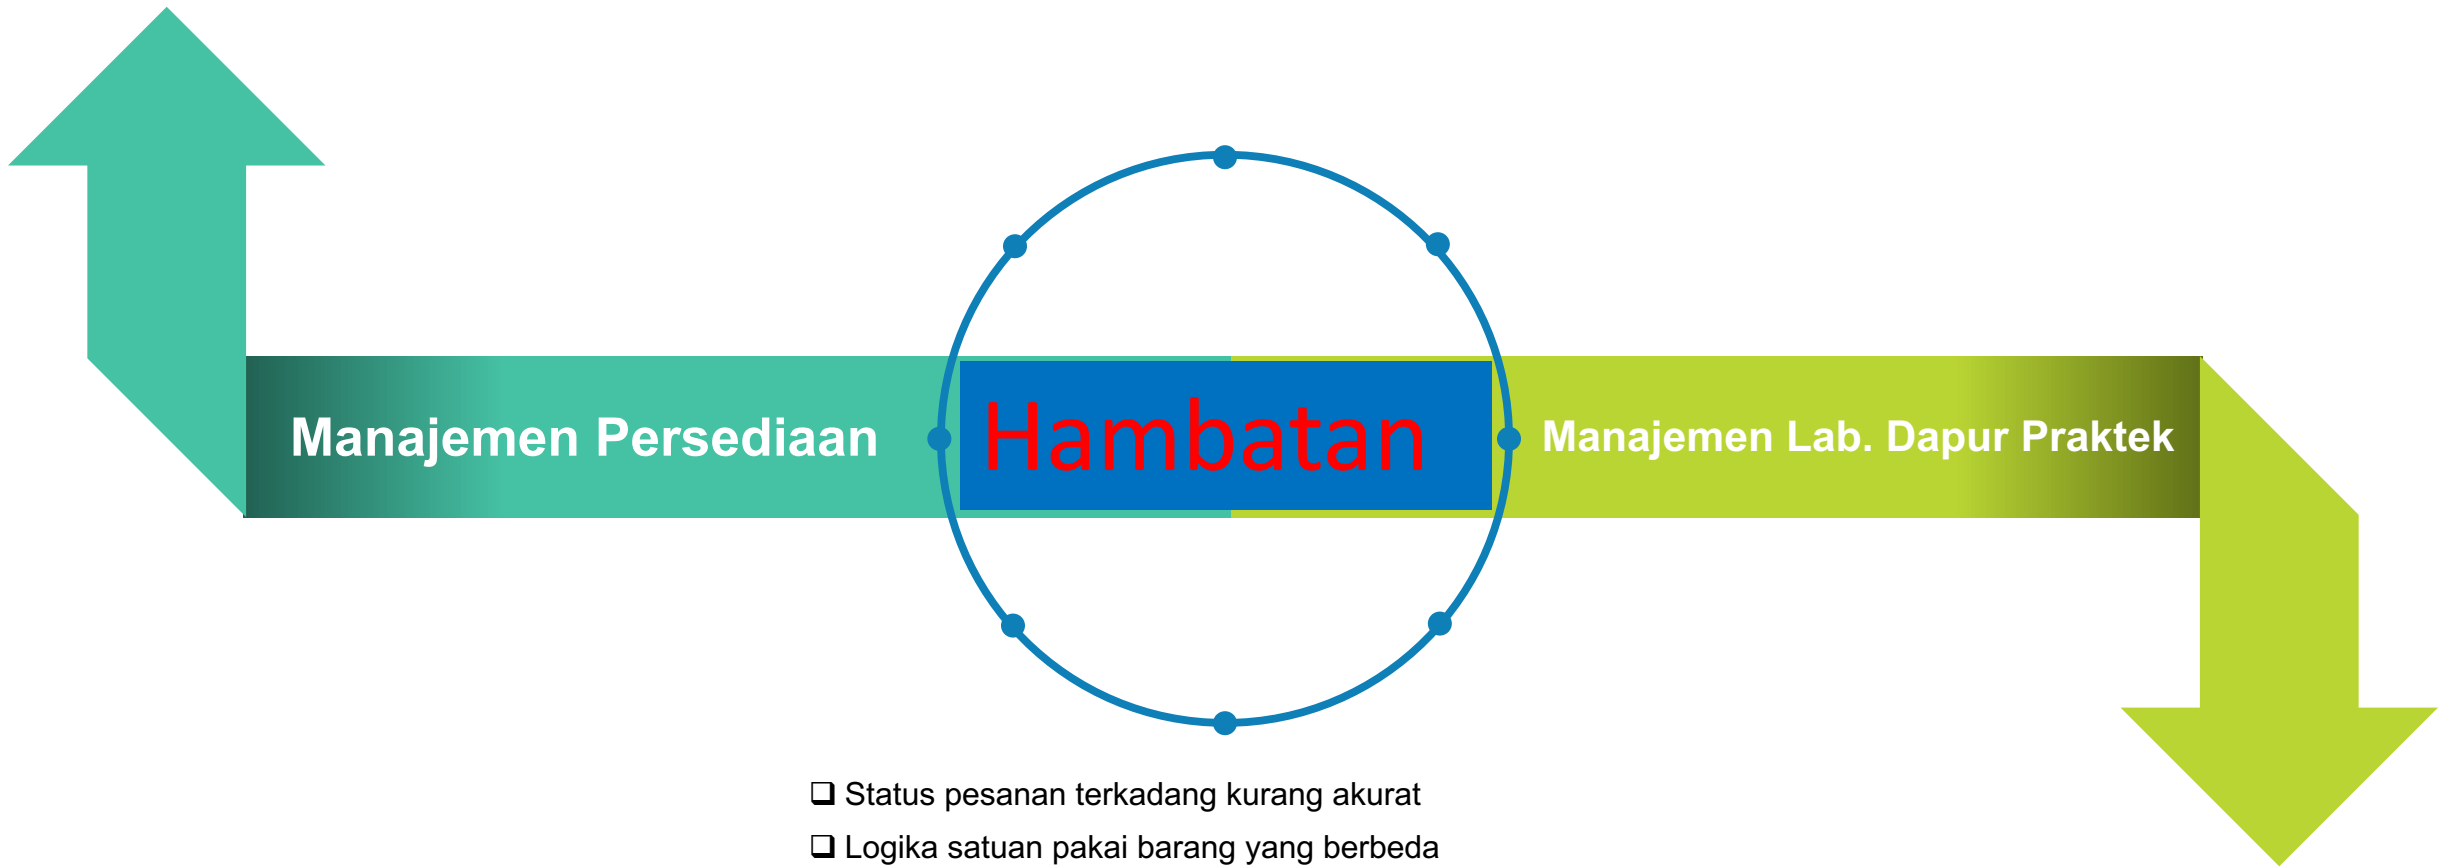 Manajemen Persediaan
Hambatan
Manajemen Lab. Dapur Praktek
❑ Status pesanan terkadang kurang akurat
❑ Logika satuan pakai barang yang berbeda